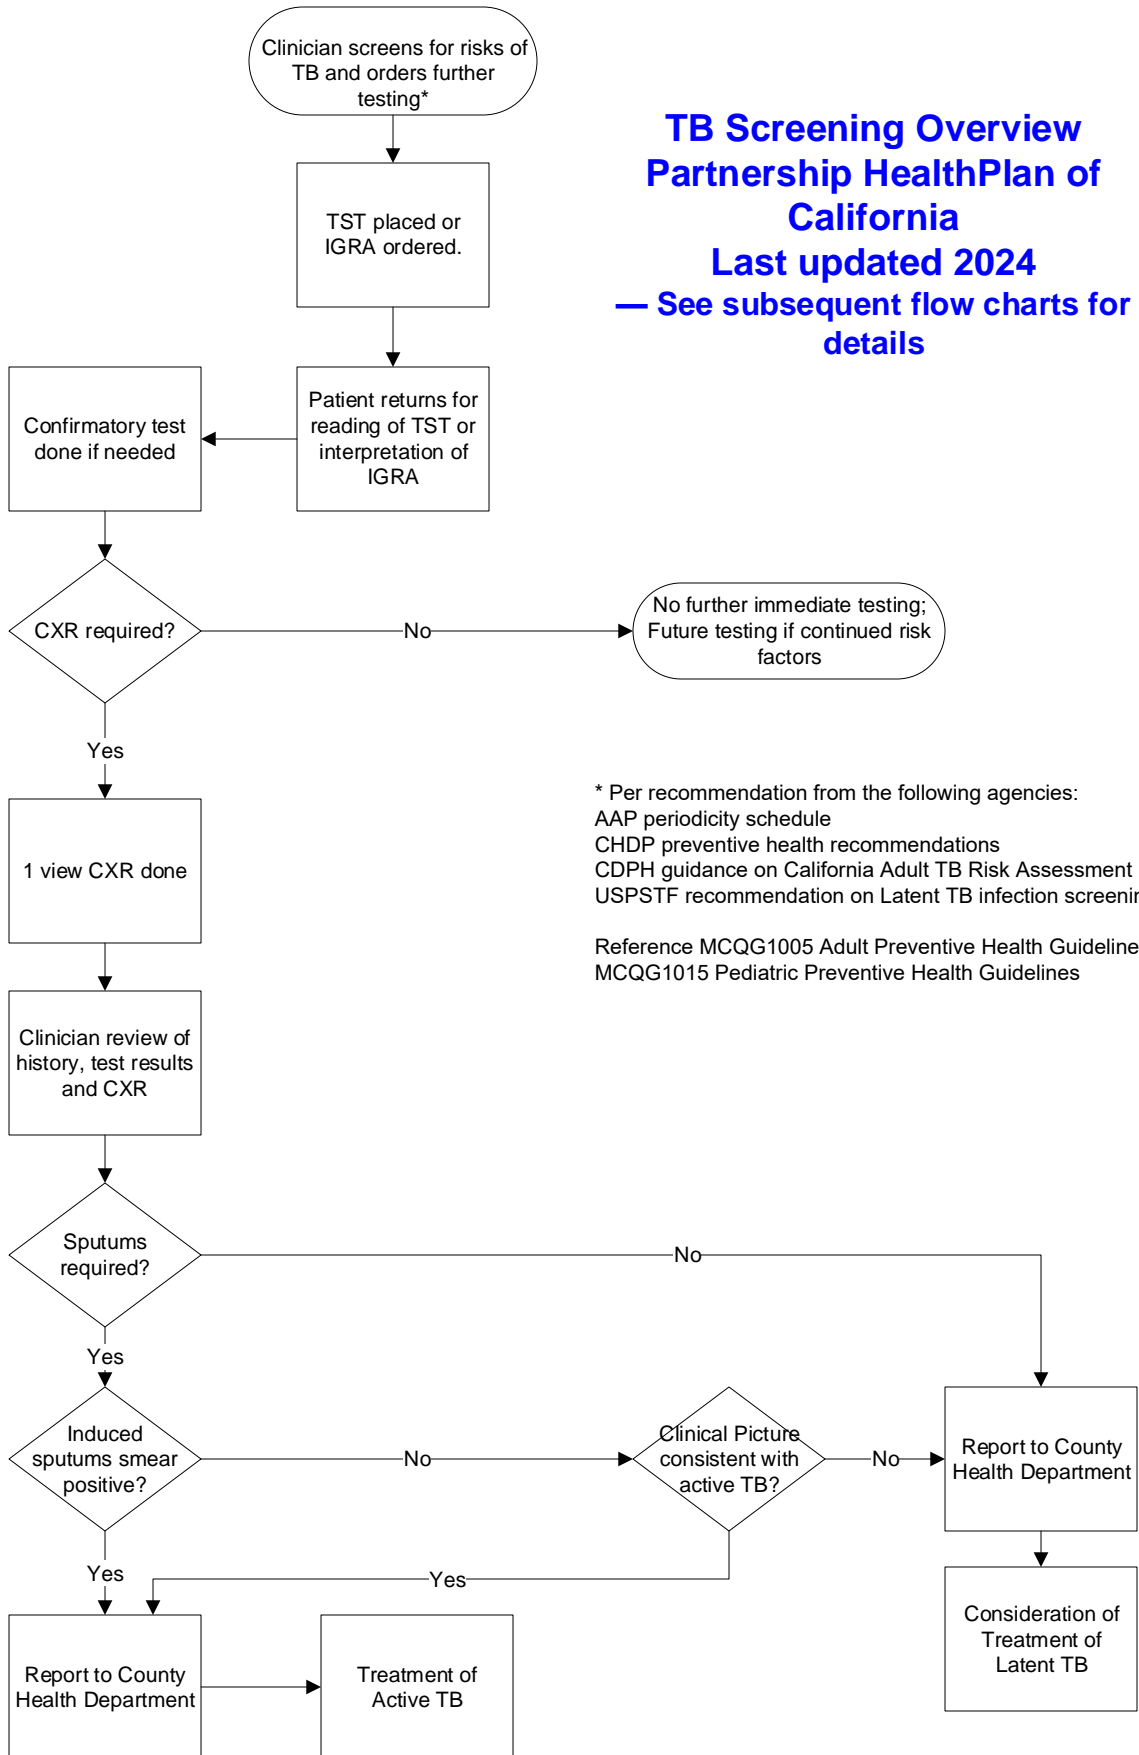 Clinician screens for risks of
TB and orders further
testing*
TB Screening Overview
Partnership HealthPlan of
California
Last updated 2024
— See subsequent flow charts for
details
TST placed or
IGRA ordered.
Patient returns for
reading of TST or
interpretation of
IGRA
Confirmatory test
done if needed
CXR required?
No
No further immediate testing;
Future testing if continued risk
factors
Yes
1 view CXR done
* Per recommendation from the following agencies:
AAP periodicity schedule
CHDP preventive health recommendations
CDPH guidance on California Adult TB Risk Assessment
USPSTF recommendation on Latent TB infection
Reference MCQG1005 Adult Preventive Health
MCQG1015 Pediatric Preventive Health Guidelines
Clinician review of
history, test results
and CXR
Sputums
required?
No
Yes
Induced
sputums smear
positive?
No
Clinical Picture
consistent with
active TB?
No
Report to County
Health Department
Yes
Yes
Consideration of
Treatment of
Latent TB
Report to County
Health Department
Treatment of
Active TB